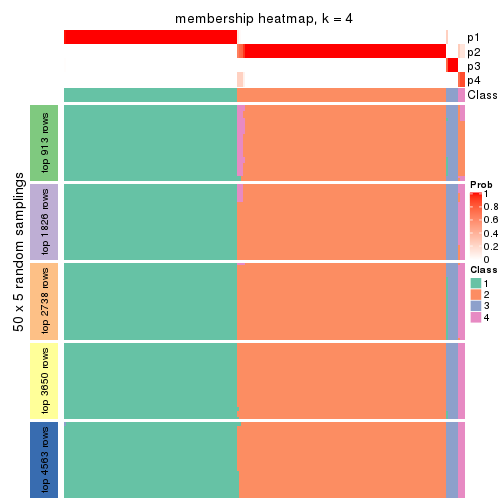 membership heatmap, k = 4
p1
p2
p3
p4
Class
50 x 5 random samplings
top 913 rows
top 1826 rows
top 2738 rows
top 3650 rows
top 4563 rows
Prob
1
0.8
0.6
0.4
0.2
0
Class
1
2
3
4